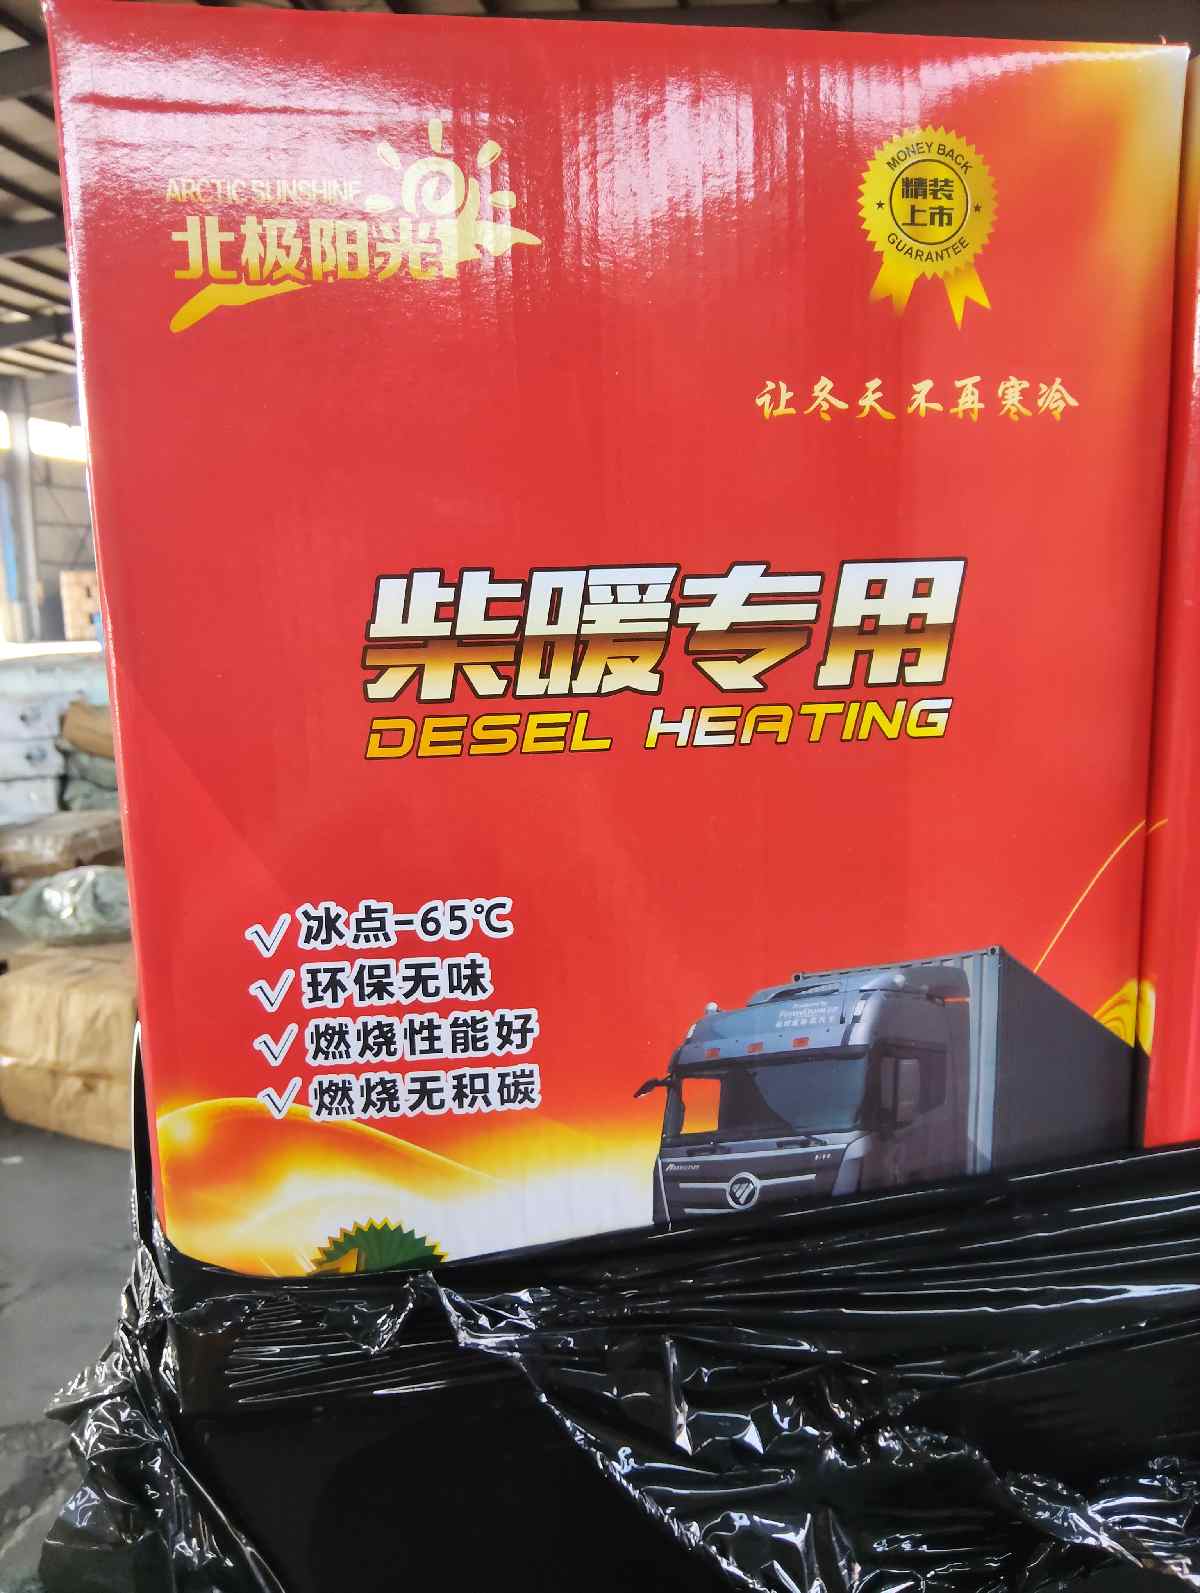 ARCTIC SUNSHINE
北极阳光
MONEY BACK
精装
上市
GUARANTEE
让冬天不再寒冷
柴暖专用
DESEL HEATING
冰点-65℃
环保无味
燃烧性能好
燃烧无积碳